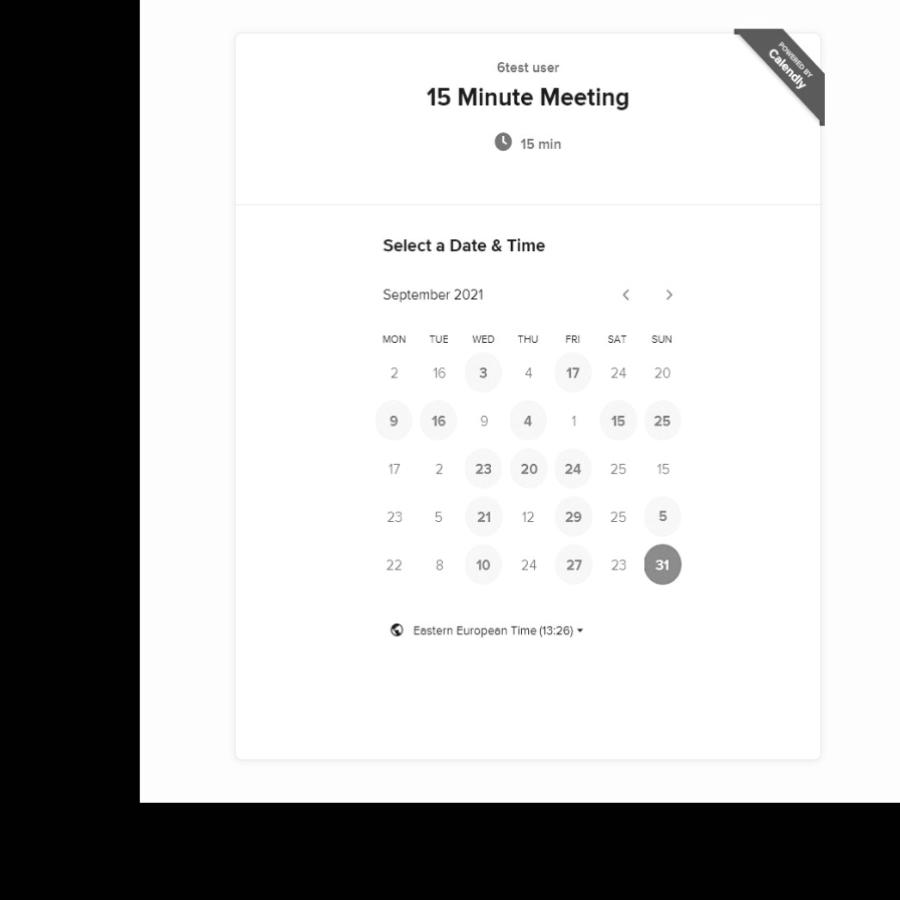 6test user
POWERED BY
Calendly
15 Minute Meeting
15 min
Select a Date & Time
September 2021
MON TUE WED THU FRI SAT SUN
2 16 3 4 17 24 20
9 16 9 4 1 15 25
17 2 23 20 24 25 15
23 5 21 12 29 25 5
22 8 10 24 27 23 31
Eastern European Time (13:26)